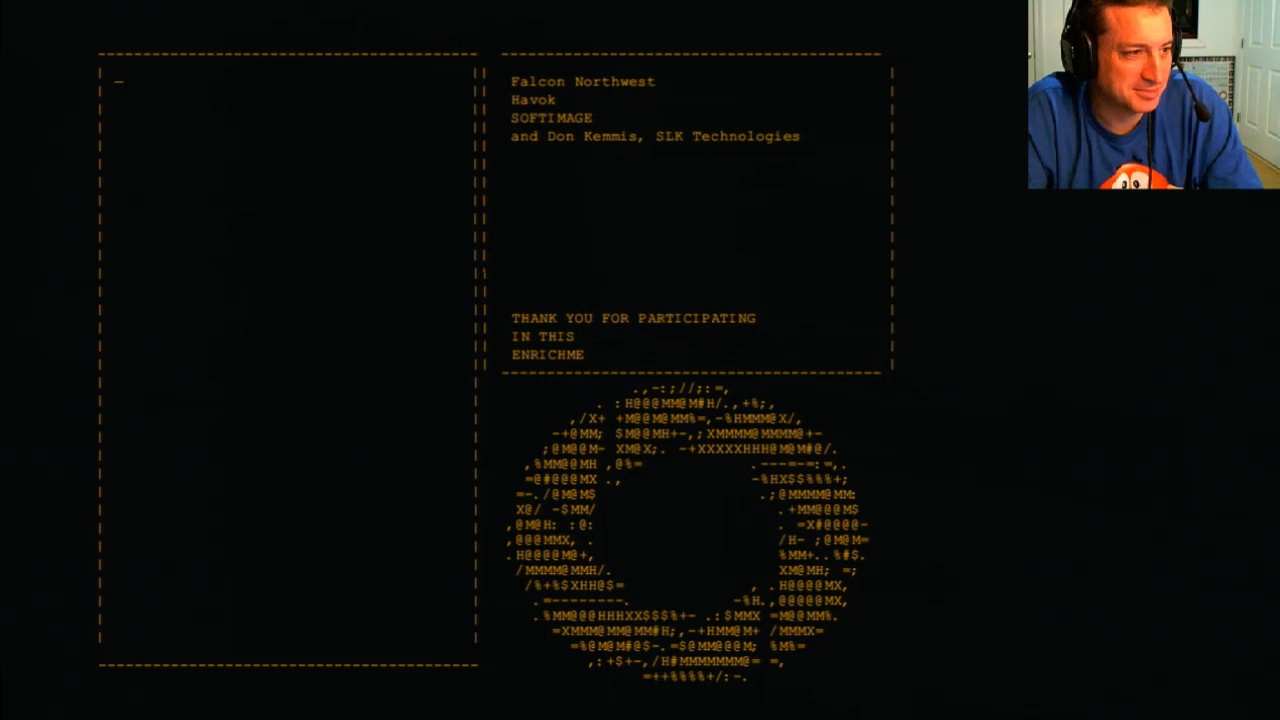 Falcon Northwest
Havok
SOFTIMAGE
and Don Kemmis, SLK Technologies
THANK YOU FOR PARTICIPATING
IN THIS
ENRICHME